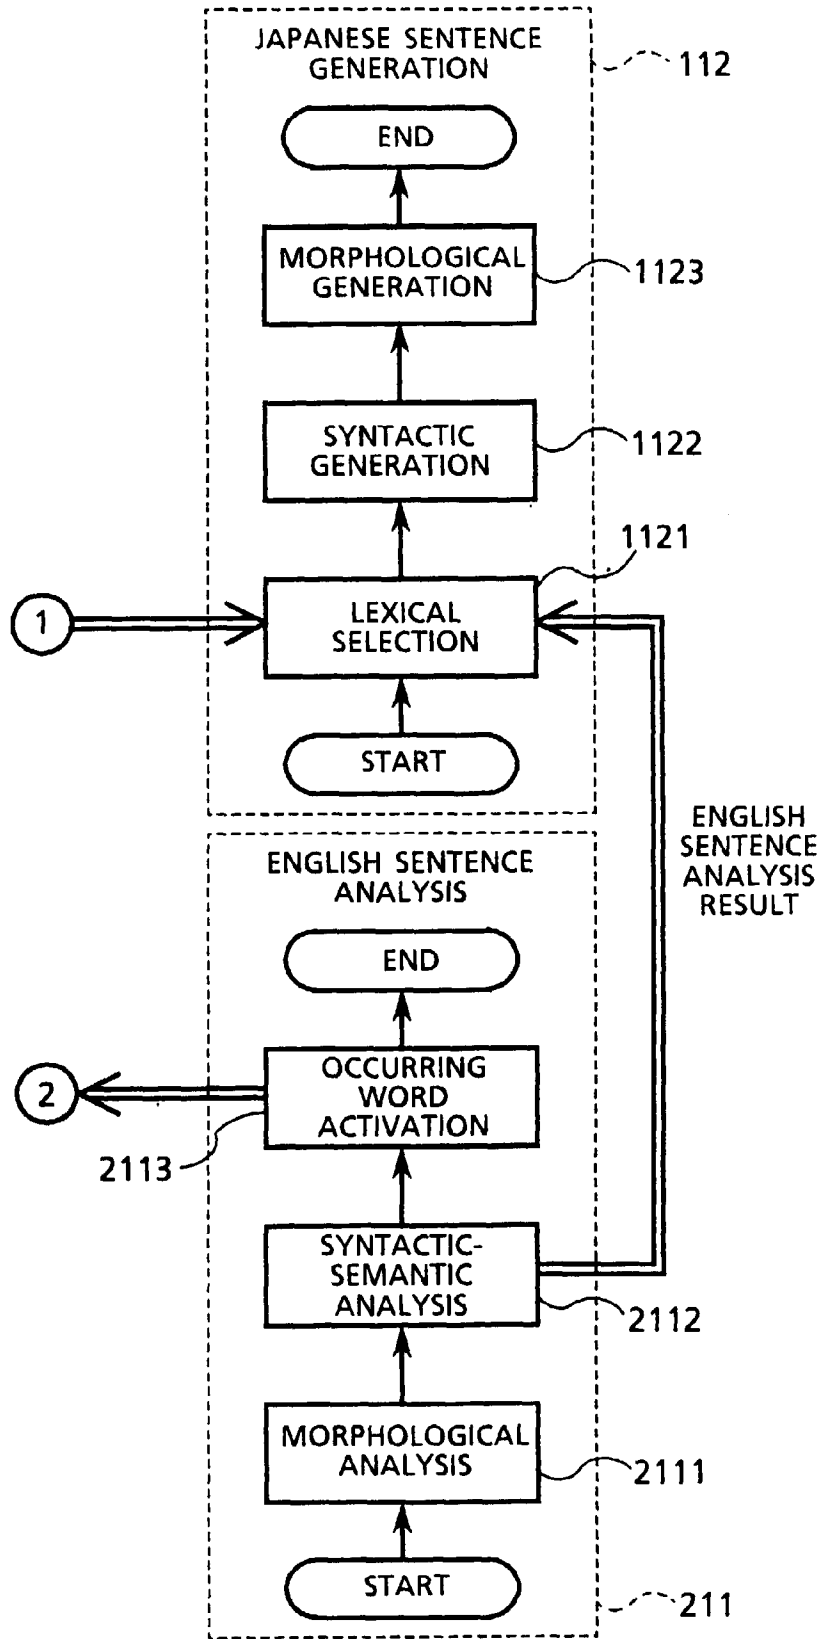 JAPANESE SENTENCE
GENERATION
112
END
MORPHOLOGICAL
GENERATION
1123
SYNTACTIC
GENERATION
1122
1121
1
LEXICAL
SELECTION
START
ENGLISH
SENTENCE
ANALYSIS
RESULT
ENGLISH SENTENCE
ANALYSIS
END
2
OCCURRING
WORD
ACTIVATION
2113
SYNTACTIC-
SEMANTIC
ANALYSIS
2112
MORPHOLOGICAL
ANALYSIS
2111
START
211